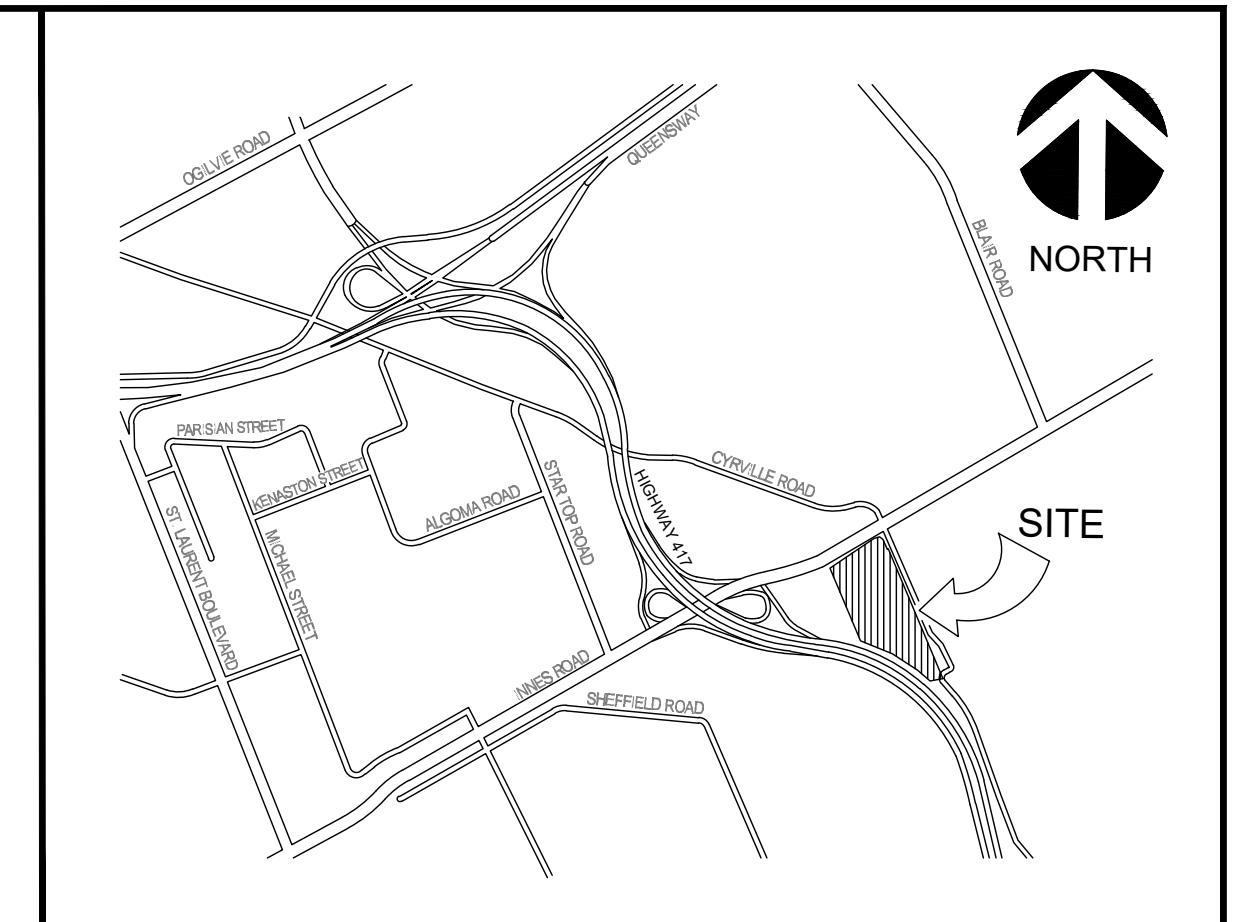 OGILVIE ROAD
QUEENSWAY
BLAIR ROAD
NORTH
PARISIAN STREET
KENASTON STREET
ALGOMA ROAD
STAR TOP ROAD
HIGHWAY 417
CYRVILLE ROAD
SITE
ST. LAURENT BOULEVARD
MICHAEL STREET
INNES ROAD
SHEFFIELD ROAD